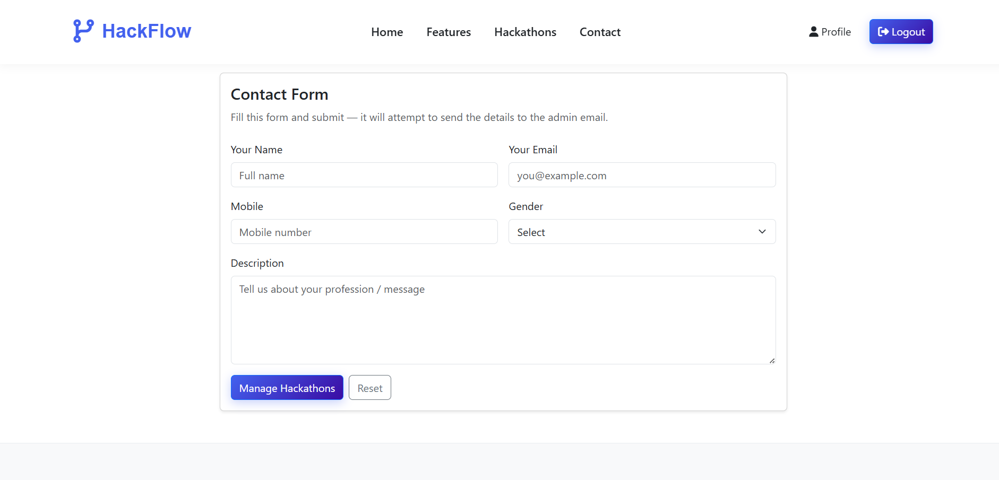 HackFlow
Home Features Hackathons Contact
Profile
Logout
Contact Form
Fill this form and submit — it will attempt to send the details to the admin email.
Your Name
Your Email
Full name
you@example.com
Mobile
Gender
Mobile number
Select
Description
Tell us about your profession / message
Manage Hackathons
Reset